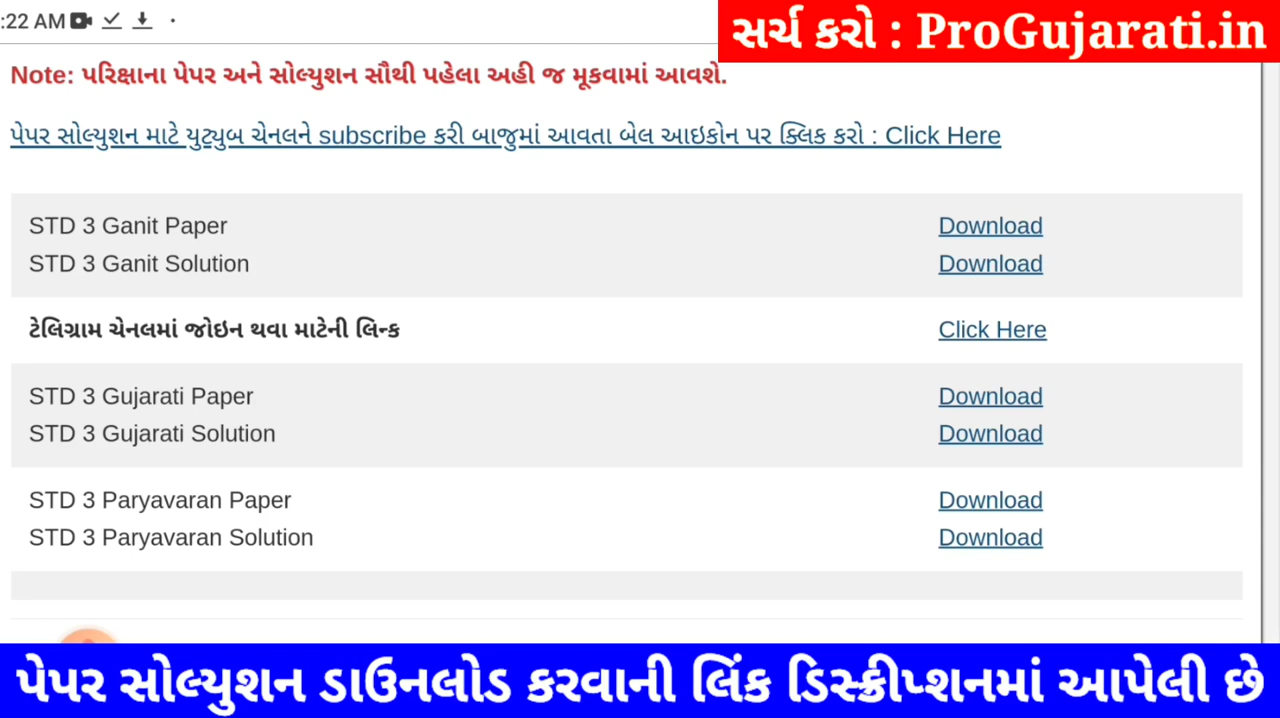 :22 AM
સર્ચ કરો : ProGujarati.in
Note: પરિક્ષાના પેપર અને સોલ્યુશન સૌથી પહેલા અહી જ મૂકવામાં આવશે.
પેપર સોલ્યુશન માટે યુટ્યુબ ચેનલને subscribe કરી બાજુમાં આવતા બેલ આઇકોન પર ક્લિક કરો : Click Here
STD 3 Ganit Paper Download
STD 3 Ganit Solution Download
ટેલિગ્રામ ચેનલમાં જોઇન થવા માટેની લિન્ક Click Here
STD 3 Gujarati Paper Download
STD 3 Gujarati Solution Download
STD 3 Paryavaran Paper Download
STD 3 Paryavaran Solution Download
પેપર સોલ્યુશન ડાઉનલોડ કરવાની લિંક ડિસ્ક્રીપ્શનમાં આપેલી છે